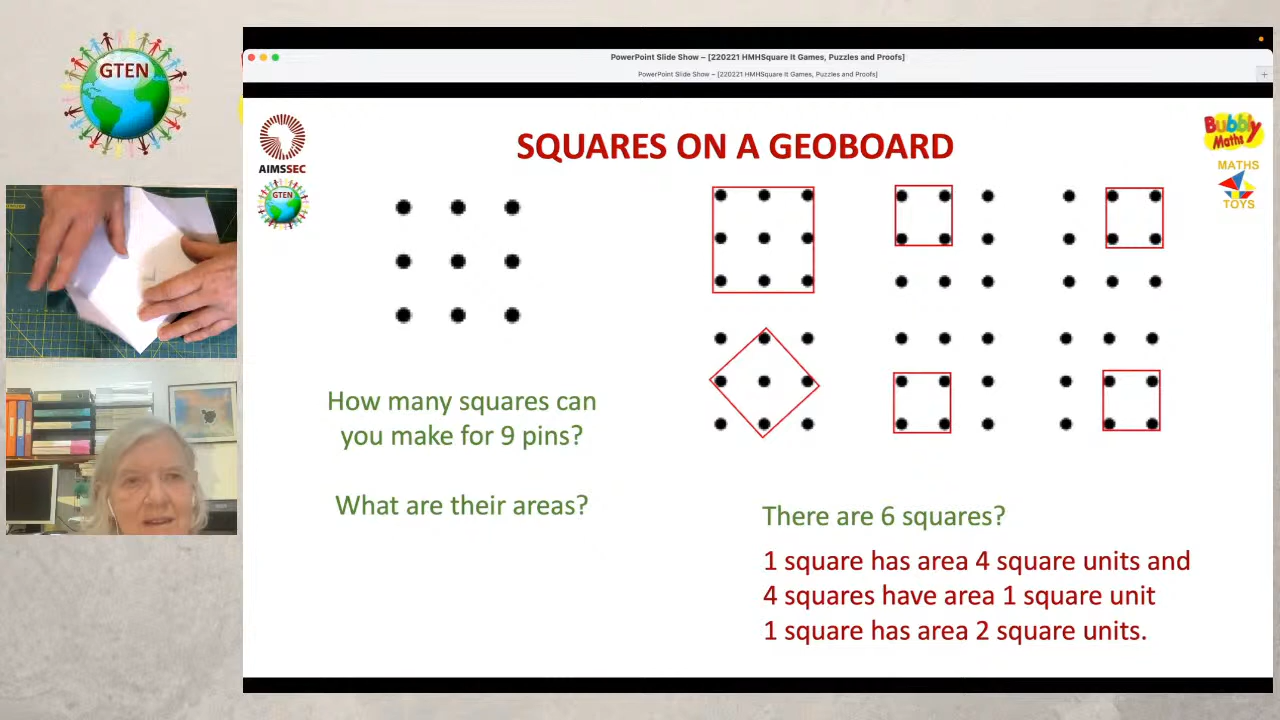 GTEN
PowerPoint Slide Show – [220221 HMHSquare It Games, Puzzles and Proofs]
PowerPoint Slide Show – [220221 HMHSquare It Games, Puzzles and Proofs]
AIMSSEC
GTEN
SQUARES ON A GEOBOARD
Bubbly
Maths
MATHS
TOYS
How many squares can
you make for 9 pins?
What are their areas?
There are 6 squares?
1 square has area 4 square units and
4 squares have area 1 square unit
1 square has area 2 square units.